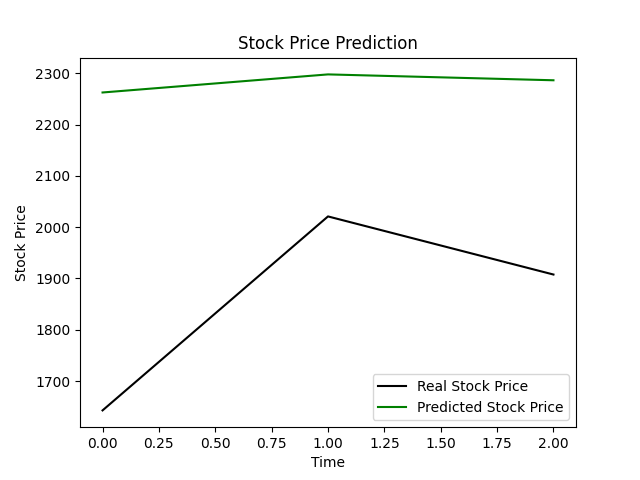 Stock Price Prediction
2300
2200
2100
2000
1900
1800
1700
Stock Price
0.00 0.25 0.50 0.75 1.00 1.25 1.50 1.75 2.00
Time
Real Stock Price
Predicted Stock Price